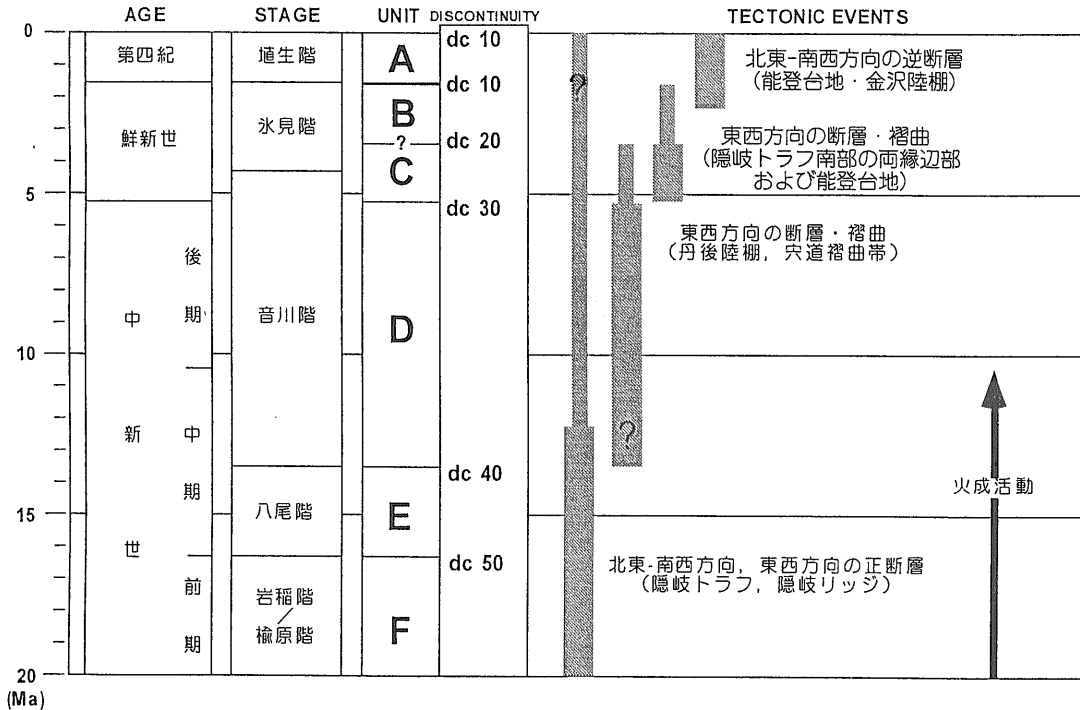 AGE
STAGE
UNIT
DISCONTINUITY
TECTONIC EVENTS
0
5
10
15
20
(Ma)
第四紀
鮮新世
中
新
世
後
期
中
期
前
期
埴生階
氷見階
音川階
八尾階
岩稲階
／
楡原階
A
B
?
C
D
E
F
dc 10
dc 10
dc 20
dc 30
dc 40
dc 50
?
?
北東-南西方向の逆断層
(能登台地・金沢陸棚)
東西方向の断層・褶曲
(隠岐トラフ南部の両縁辺部
および能登台地)
東西方向の断層・褶曲
(丹後陸棚, 宍道褶曲帯)
火成活動
北東-南西方向, 東西方向の正断層
(隠岐トラフ, 隠岐リッジ)